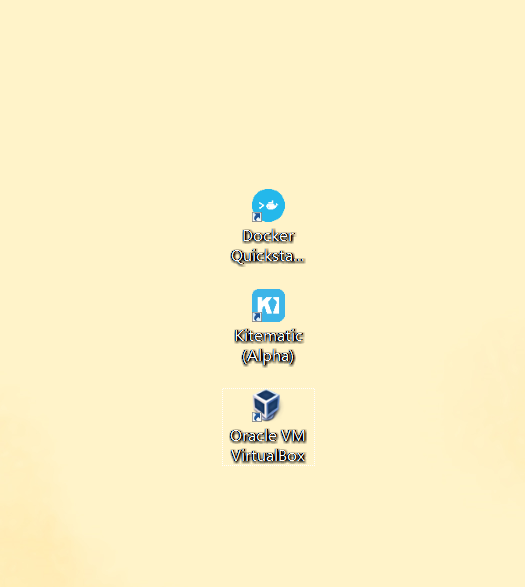 Docker
Quicksta...
Kitematic
(Alpha)
Oracle VM
VirtualBox